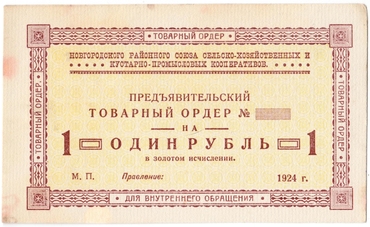 ТОВАРНЫЙ ОРДЕР
НОВГОРОДСКОГО РАЙОННОГО СОЮЗА СЕЛЬСКО-ХОЗЯЙСТВЕННЫХ И
КУСТАРНО-ПРОМЫСЛОВЫХ КООПЕРАТИВОВ.
ТОВАРНЫЙ ОРДЕР.
ТОВАРНЫЙ ОРДЕР
ПРЕДЪЯВИТЕЛЬСКИЙ
ТОВАРНЫЙ ОРДЕР №
НА
1 ОДИН РУБЛЬ 1
в золотом исчислении.
М. П. Правление: 1924 г.
ДЛЯ ВНУТРЕННЕГО ОБРАЩЕНИЯ